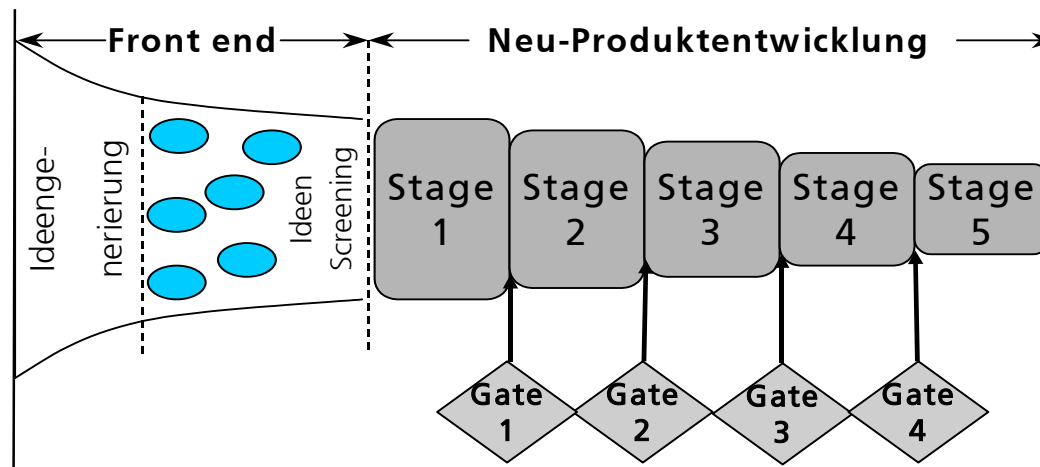 Front end
Neu-Produktentwicklung
Ideenge-
nerierung
Ideen
Screening
Stage
1
Stage
2
Stage
3
Stage
4
Stage
5
Gate
1
Gate
2
Gate
3
Gate
4